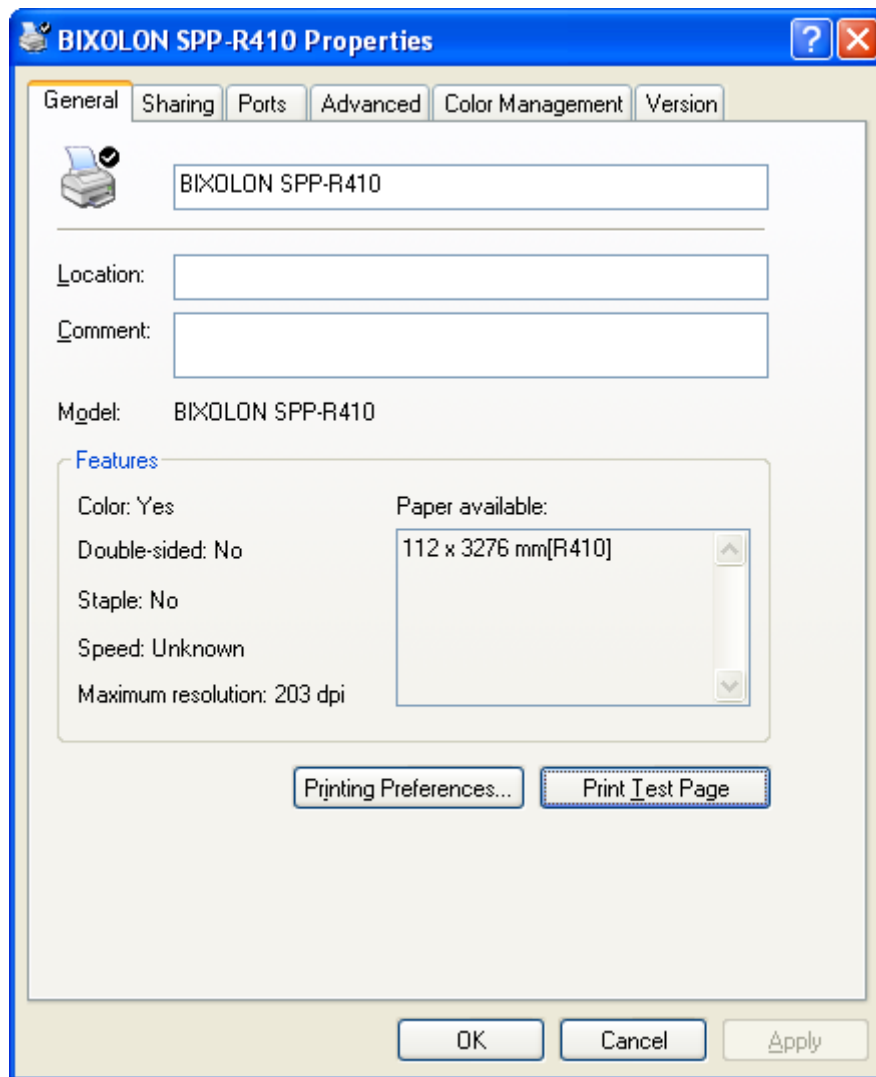 BIXOLON SPP-R410 Properties
General Sharing Ports Advanced Color Management Version
BIXOLON SPP-R410
Location:
Comment:
Model: BIXOLON SPP-R410
Features
Color: Yes
Paper available:
Double-sided: No
112 x 3276 mm[R410]
Staple: No
Speed: Unknown
Maximum resolution: 203 dpi
Printing Preferences...
Print Test Page
OK
Cancel
Apply